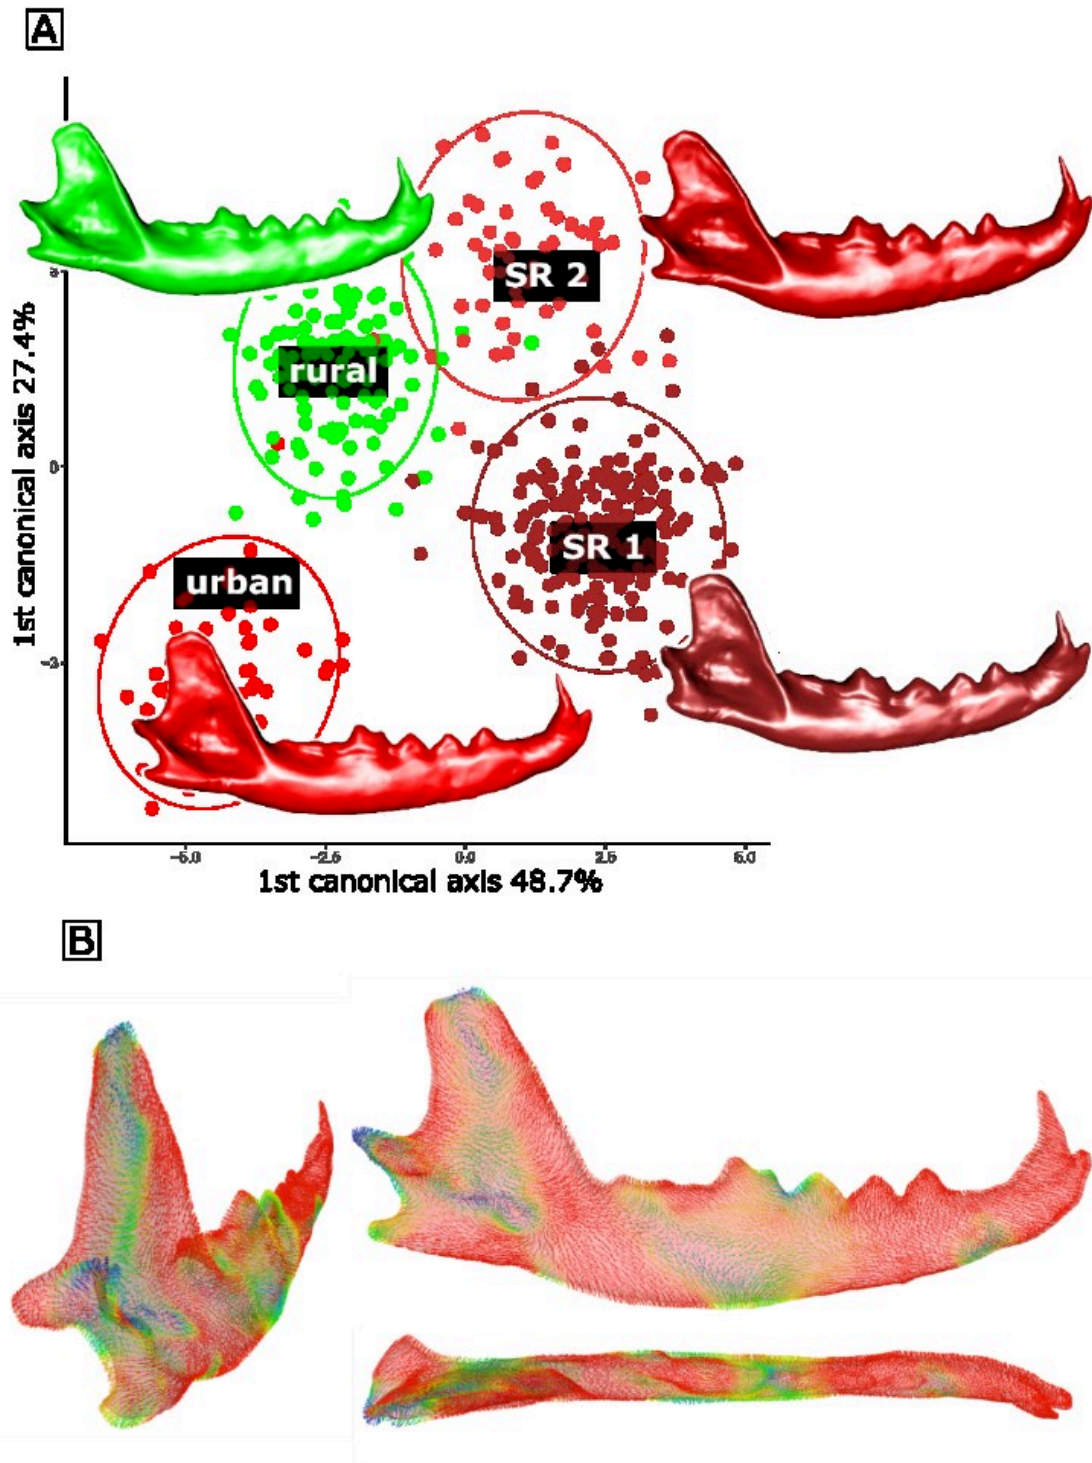 A
SR 2
rural
0
SR 1
urban
-3
1st canonical axis 27.4%
-5.0 -2.5 0.0 2.5 5.0
1st canonical axis 48.7%
B